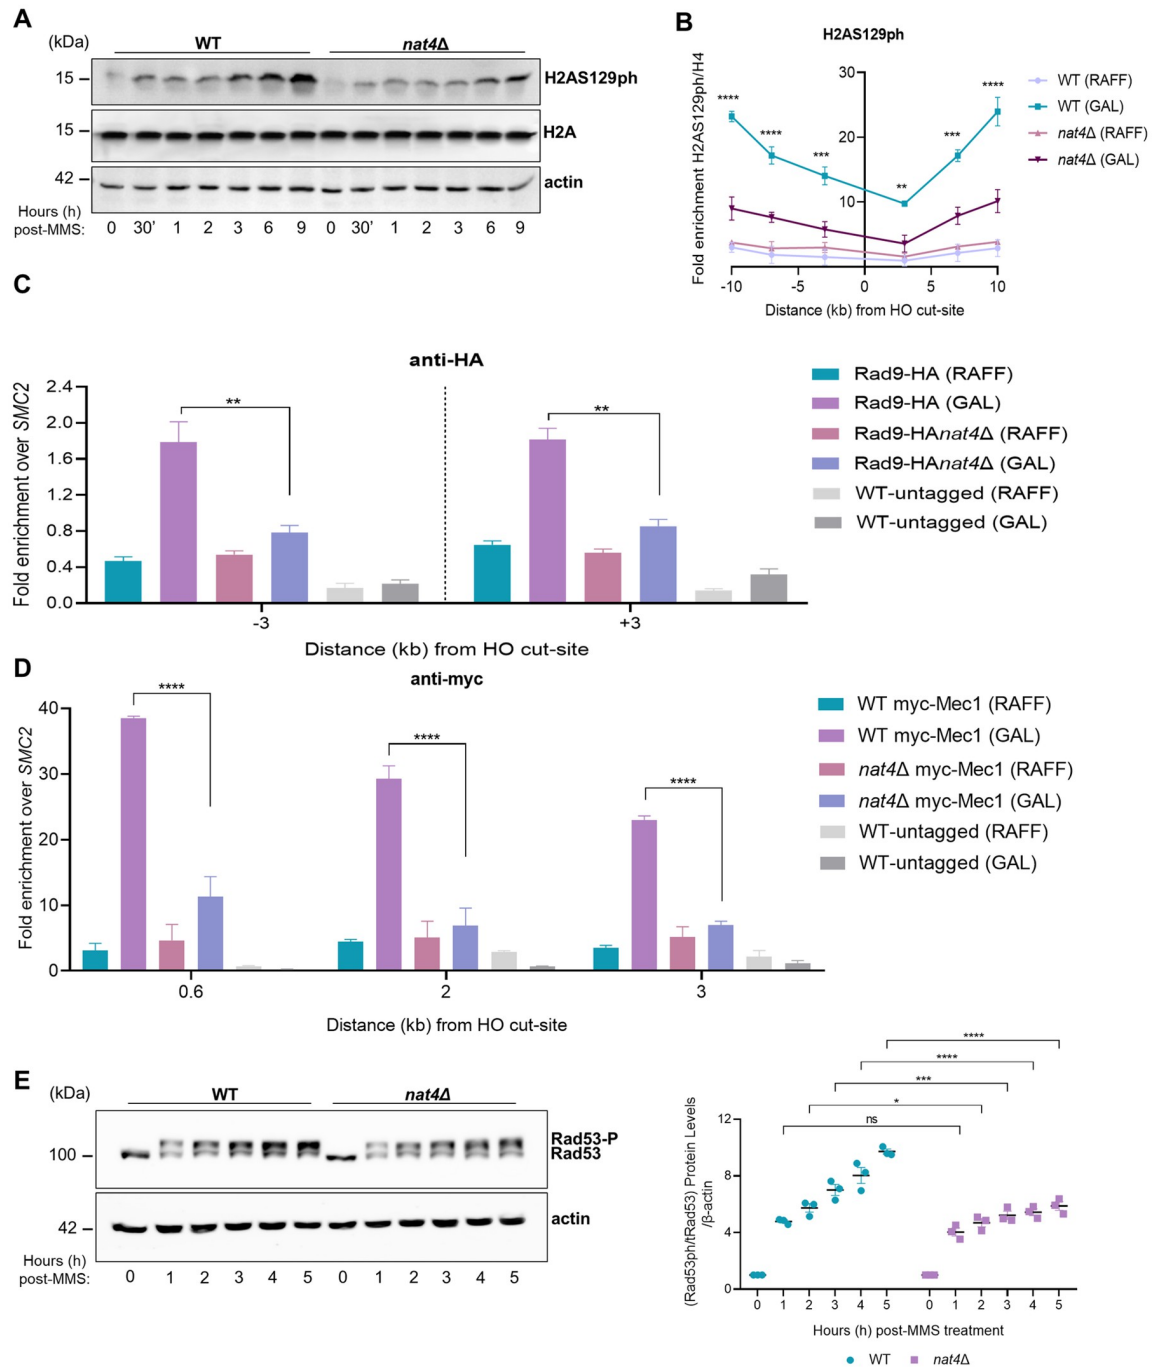 A
(kDa)
WT
nat4Δ
15
H2AS129ph
15
H2A
42
actin
Hours (h)
post-MMS:
0 30' 1 2 3 6 9 0 30' 1 2 3 6 9
B
H2AS129ph
Fold enrichment H2AS129ph/H4
30
20
10
**** **** *** ** *** ****
-10 -5 0 5 10
Distance (kb) from HO cut-site
WT (RAFF)
WT (GAL)
nat4Δ (RAFF)
nat4Δ (GAL)
C
anti-HA
Fold enrichment over SMC2
2.4
2.0
1.6
1.2
0.8
0.4
0.0
** **
-3 +3
Distance (kb) from HO cut-site
Rad9-HA (RAFF)
Rad9-HA (GAL)
Rad9-HAnat4Δ (RAFF)
Rad9-HAnat4Δ (GAL)
WT-untagged (RAFF)
WT-untagged (GAL)
D
anti-myc
Fold enrichment over SMC2
40
30
20
10
0
**** **** ****
0.6 2 3
Distance (kb) from HO cut-site
WT myc-Mec1 (RAFF)
WT myc-Mec1 (GAL)
nat4Δ myc-Mec1 (RAFF)
nat4Δ myc-Mec1 (GAL)
WT-untagged (RAFF)
WT-untagged (GAL)
E
(kDa)
WT
nat4Δ
100
Rad53-P
Rad53
42
actin
Hours (h)
post-MMS:
0 1 2 3 4 5 0 1 2 3 4 5
(Rad53ph/tRad53) Protein Levels
/β-actin
12
8
4
0
****
****
***
*
ns
0 1 2 3 4 5 0 1 2 3 4 5
Hours (h) post-MMS treatment
WT nat4Δ